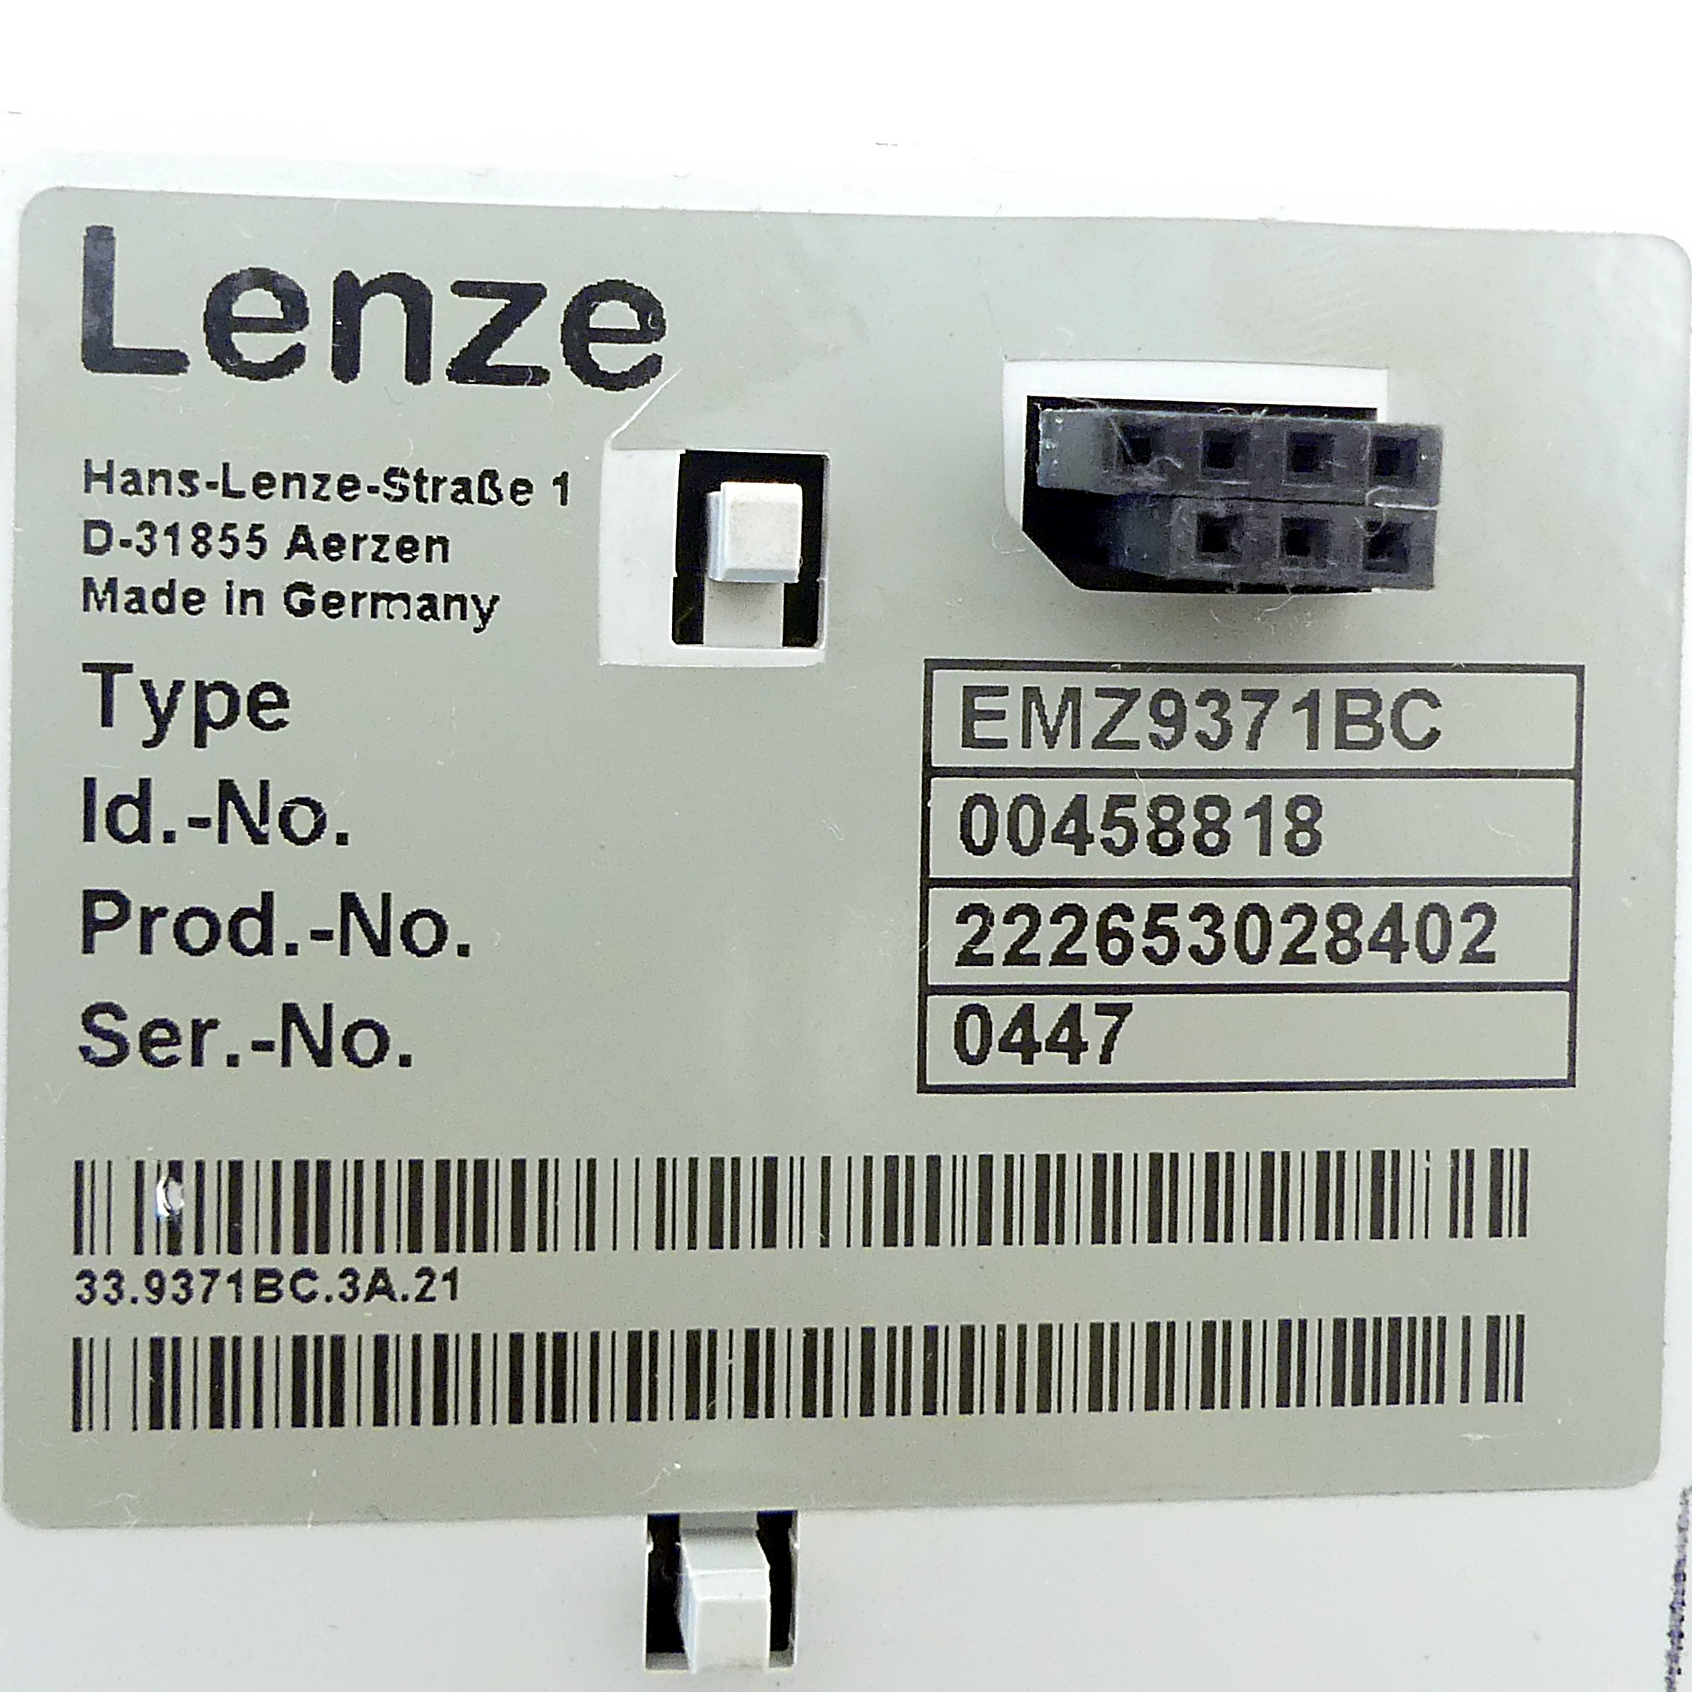 Lenze
Hans-Lenze-Straße 1
D-31855 Aerzen
Made in Germany
Type EMZ9371BC
Id.-No. 00458818
Prod.-No. 222653028402
Ser.-No. 0447
33.9371BC.3A.21